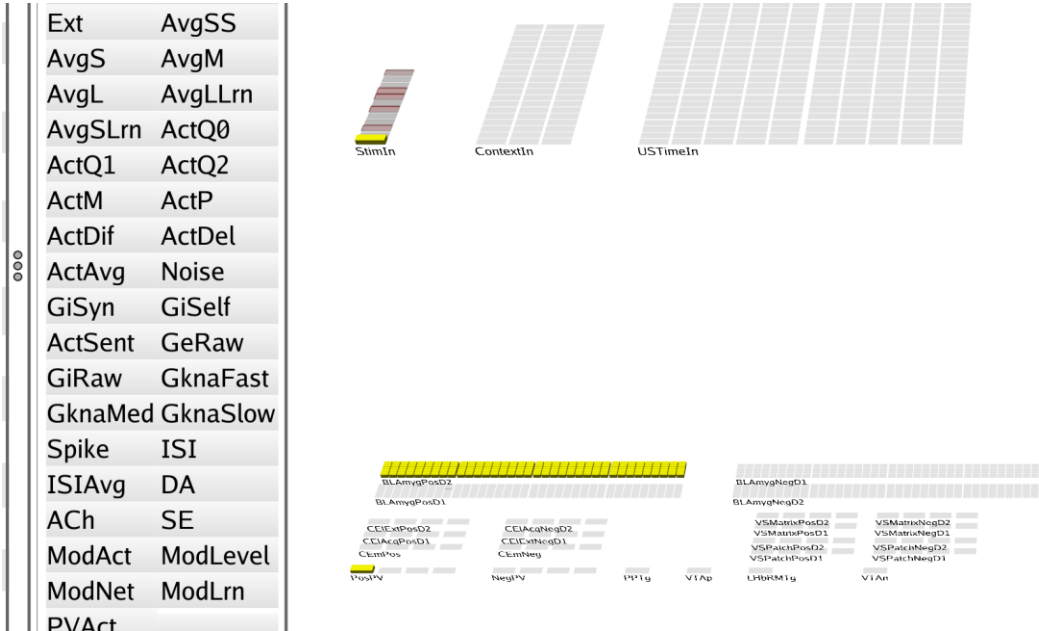 Ext AvgSS
AvgS AvgM
AvgL AvgLLrn
AvgSLrn ActQ0
ActQ1 ActQ2
ActM ActP
ActDif ActDel
ActAvg Noise
GiSyn GiSelf
ActSent GeRaw
GiRaw GknaFast
GknaMed GknaSlow
Spike ISI
ISIAvg DA
ACh SE
ModAct ModLevel
ModNet ModLrn
PVAct
StimIn ContextIn USTimeIn
BLAmygPosD2 BLAmygNegD1
BLAmygPosD1 BLAmygNegD2
CElExtPosD2 CElAcqNegD2 VSMatrixPosD2 VSMatrixNegD2
CElAcqPosD1 CElExtNegD1 VSMatrixPosD1 VSMatrixNegD1
CEmPos CEmNeg VSPatchPosD2 VSPatchNegD2
VSPatchPosD1 VSPatchNegD1
PosPV NegPV PPTg VTAp LHbRMTg VTAn